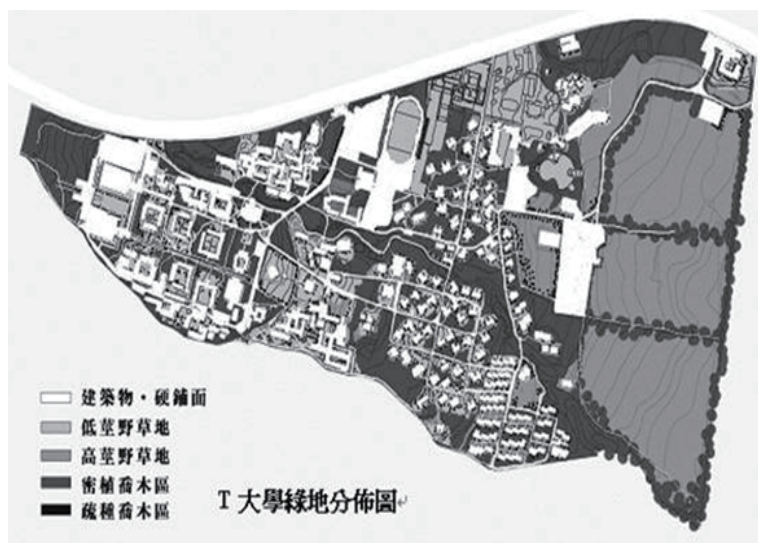 建築物・硬鋪面
低莖野草地
高莖野草地
密植喬木區
疏種喬木區
T 大學綠地分佈圖↵